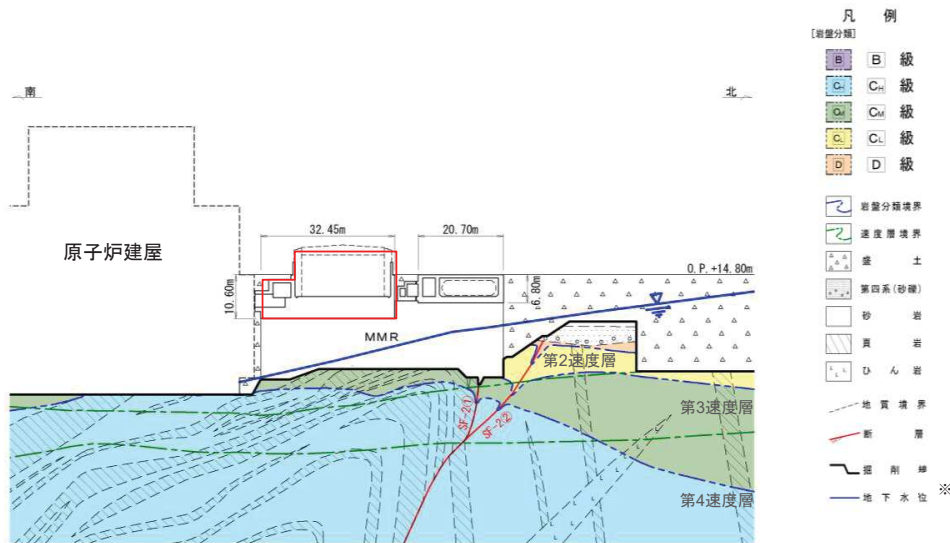 南
北
原子炉建屋
32.45m
20.70m
10.60m
6.80m
O.P.+14.80m
MMR
第2速度層
第3速度層
第4速度層
SF-2(1)
SF-2(2)
凡 例
[岩盤分類]
B B 級
CH CH 級
CM CM 級
CL CL 級
D D 級
岩盤分類境界
速度層境界
盛 土
第四系(砂礫)
砂 岩
頁 岩
ひ ん 岩
地質境界
断 層
掘 削 線
地 下 水 位 ※